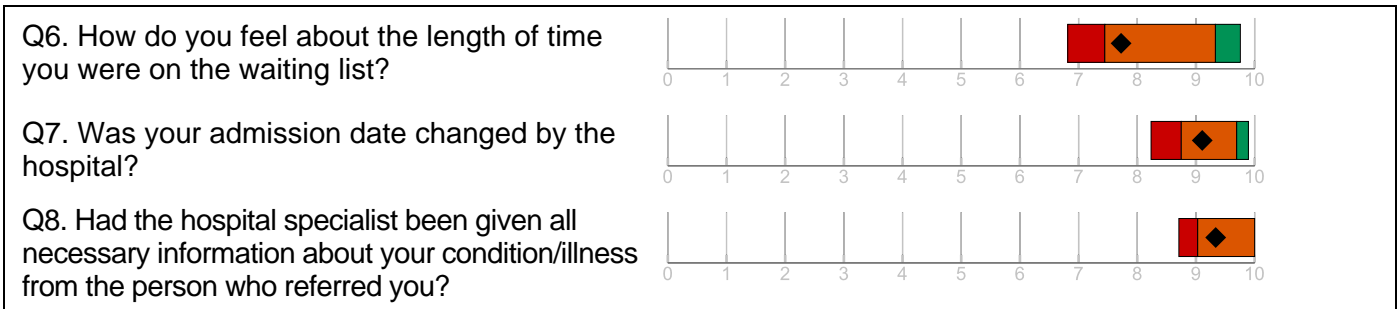 Q6. How do you feel about the length of time
you were on the waiting list?
0 1 2 3 4 5 6 7 8 9 10
Q7. Was your admission date changed by the
hospital?
0 1 2 3 4 5 6 7 8 9 10
Q8. Had the hospital specialist been given all
necessary information about your condition/illness
from the person who referred you?
0 1 2 3 4 5 6 7 8 9 10